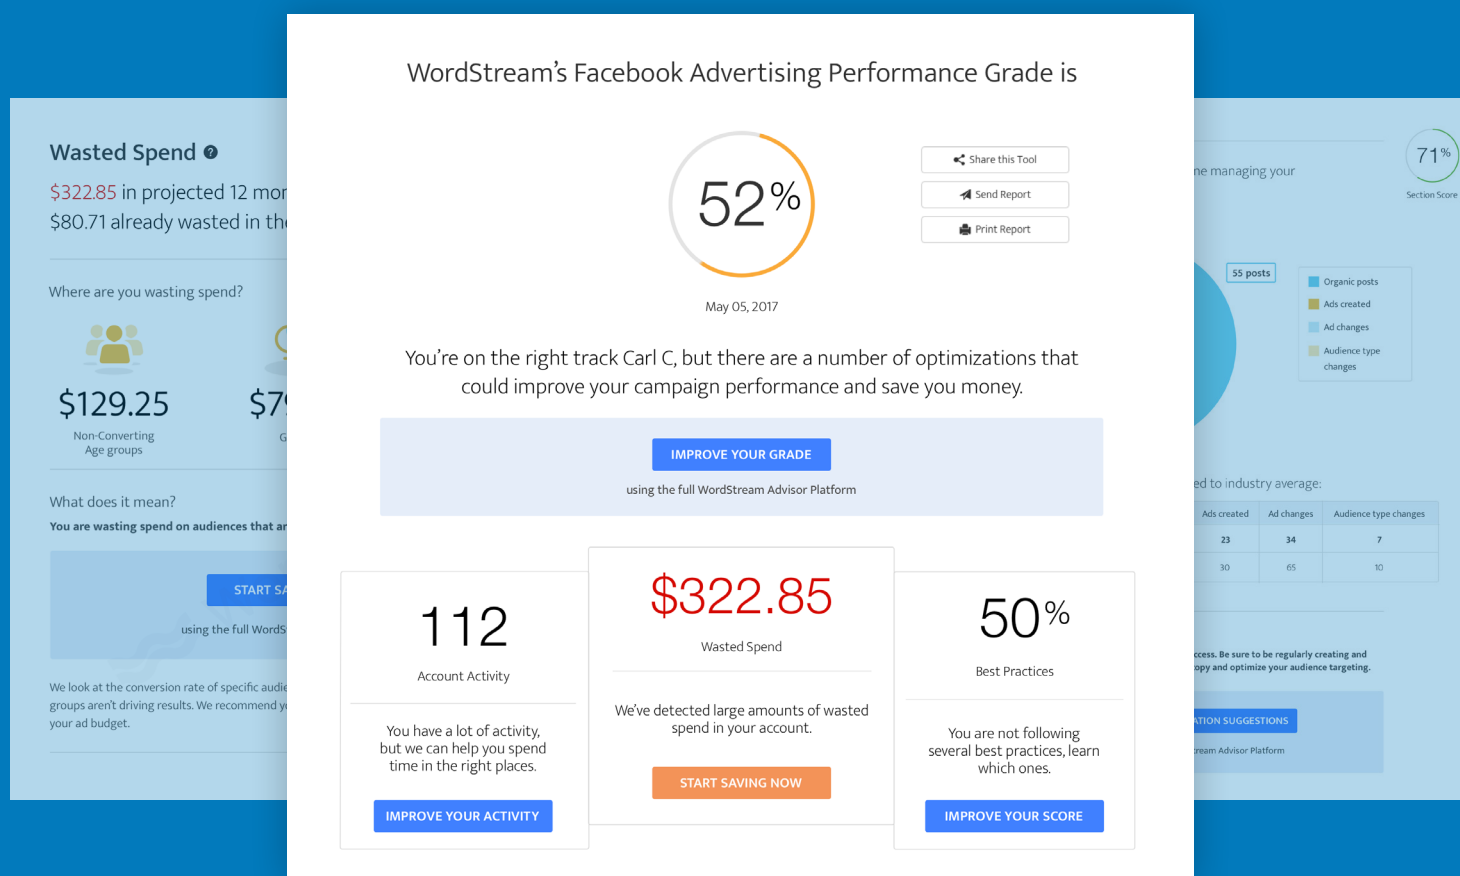 WordStream's Facebook Advertising Performance Grade is
52%
Share this Tool
Send Report
Print Report
May 05, 2017
You're on the right track Carl C, but there are a number of optimizations that
could improve your campaign performance and save you money.
IMPROVE YOUR GRADE
using the full WordStream Advisor Platform
112
Account Activity
You have a lot of activity,
but we can help you spend
time in the right places.
IMPROVE YOUR ACTIVITY
$322.85
Wasted Spend
We've detected large amounts of wasted
spend in your account.
START SAVING NOW
50%
Best Practices
You are not following
several best practices, learn
which ones.
IMPROVE YOUR SCORE
Wasted Spend ?
$322.85 in projected 12 mor
$80.71 already wasted in the
Where are you wasting spend?
$129.25
Non-Converting
Age groups
$79
G
What does it mean?
You are wasting spend on audiences that ar
START SA
using the full WordS
We look at the conversion rate of specific audie
groups aren't driving results. We recommend y
your ad budget.
71%
Section Score
me managing your
55 posts
Organic posts
Ads created
Ad changes
Audience type
changes
ed to industry average:
Ads created Ad changes Audience type changes
23 34 7
30 65 10
ccess. Be sure to be regularly creating and
opy and optimize your audience targeting.
ATION SUGGESTIONS
tream Advisor Platform